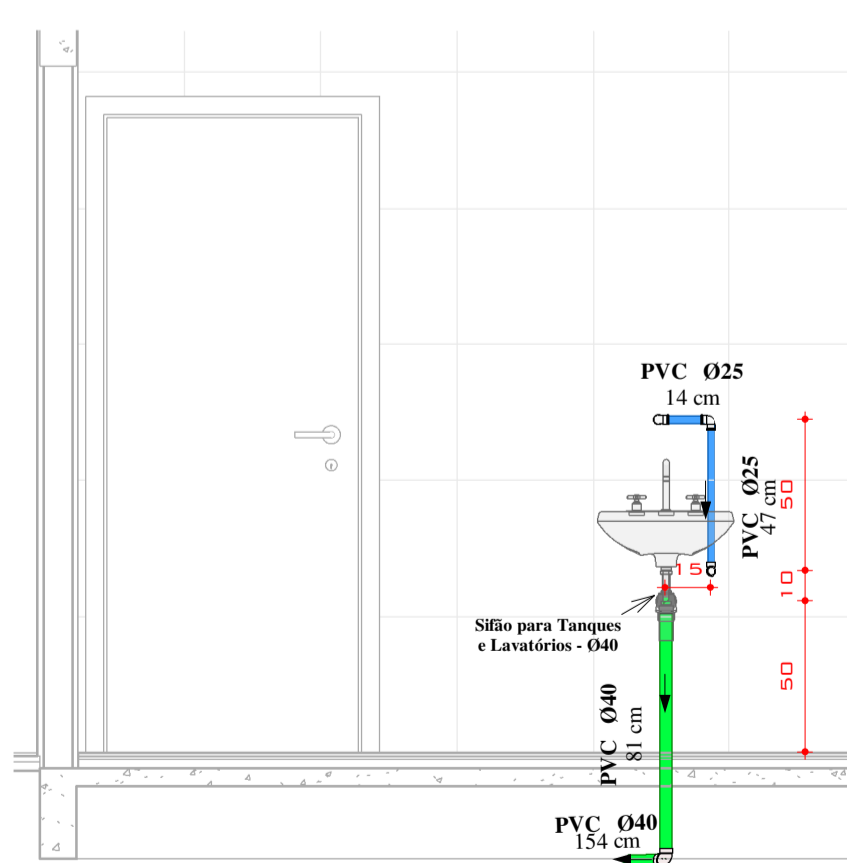 PVC Ø25
14 cm
PVC Ø25
47 cm
50
15
10
Sifão para Tanques
e Lavatórios - Ø40
50
PVC Ø40
81 cm
PVC Ø40
154 cm